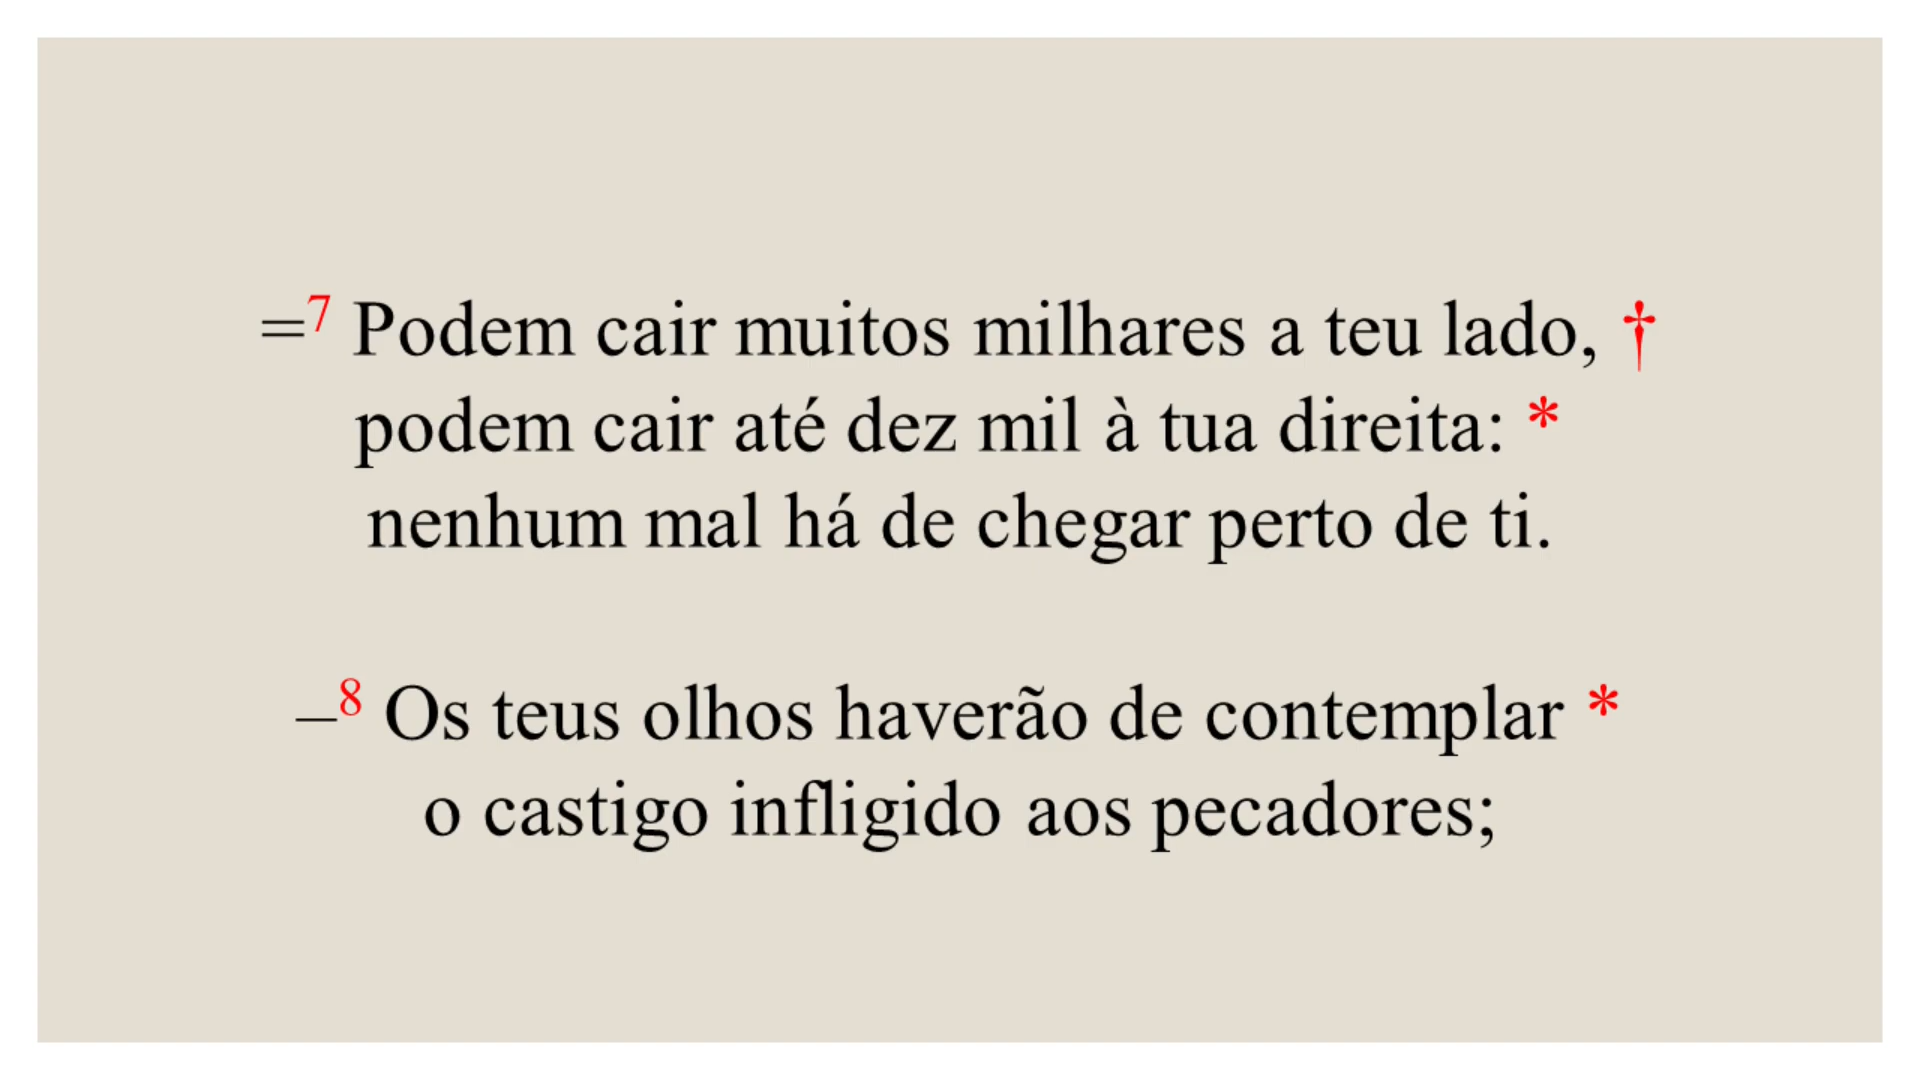 =7 Podem cair muitos milhares a teu lado, †
podem cair até dez mil à tua direita: *
nenhum mal há de chegar perto de ti.
–8 Os teus olhos haverão de contemplar *
o castigo infligido aos pecadores;